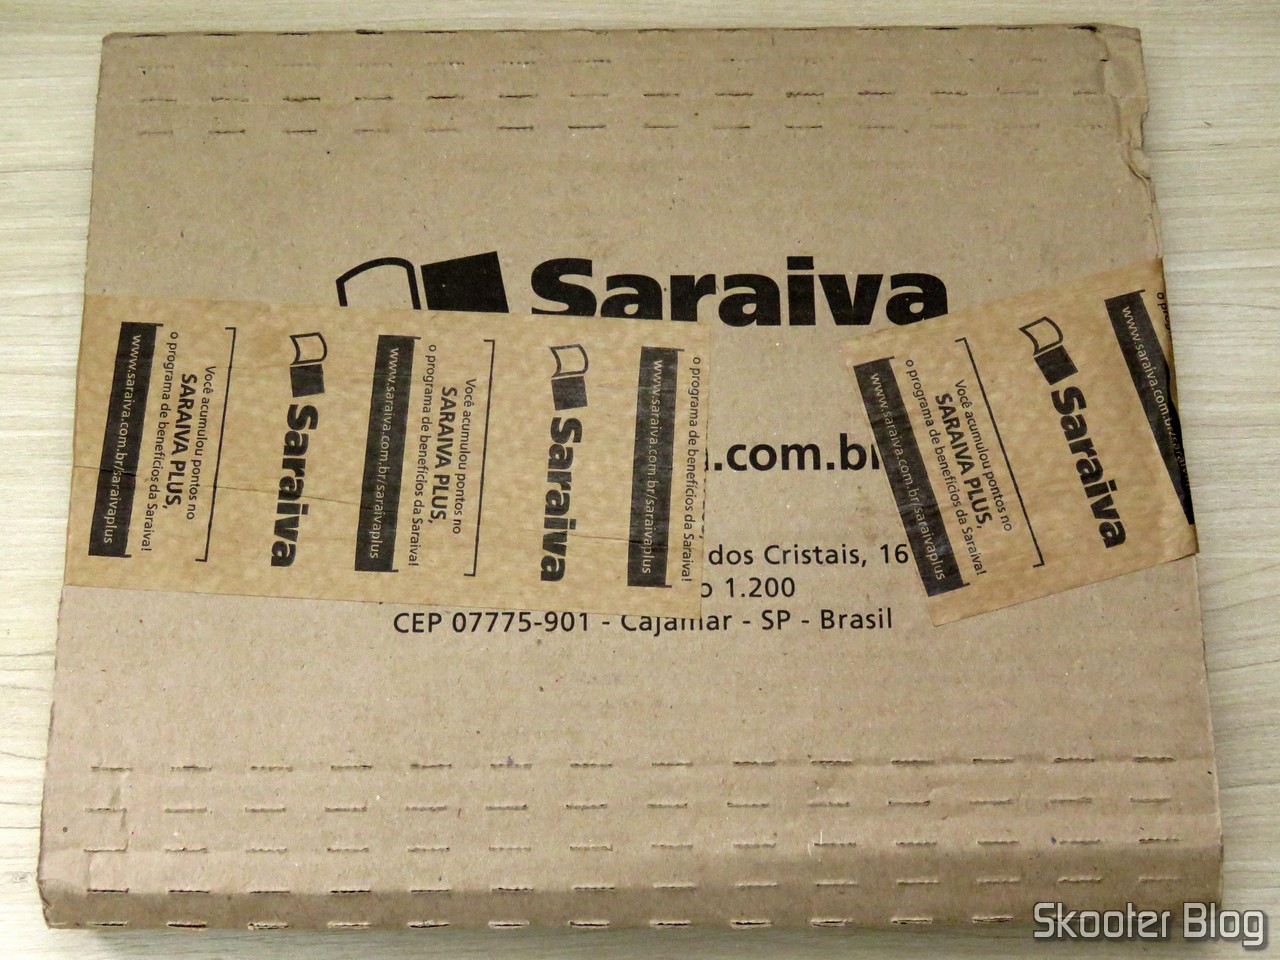 Saraiva
.com.br
dos Cristais, 16
1.200
CEP 07775-901 - Cajamar - SP - Brasil
www.saraiva.com.br/saraivaplus
Você acumulou pontos no
SARAIVA PLUS,
o programa de benefícios da Saraiva!
Saraiva
www.saraiva.com.br/saraivaplus
Você acumulou pontos no
SARAIVA PLUS,
o programa de benefícios da Saraiva!
Saraiva
www.saraiva.com.br/saraivaplus
o programa de benefícios da Saraiva!
www.saraiva.com.br/saraivaplus
Você acumulou pontos no
SARAIVA PLUS,
o programa de benefícios da Saraiva!
Saraiva
www.saraiva.com.br/saraiva
Skooter Blog